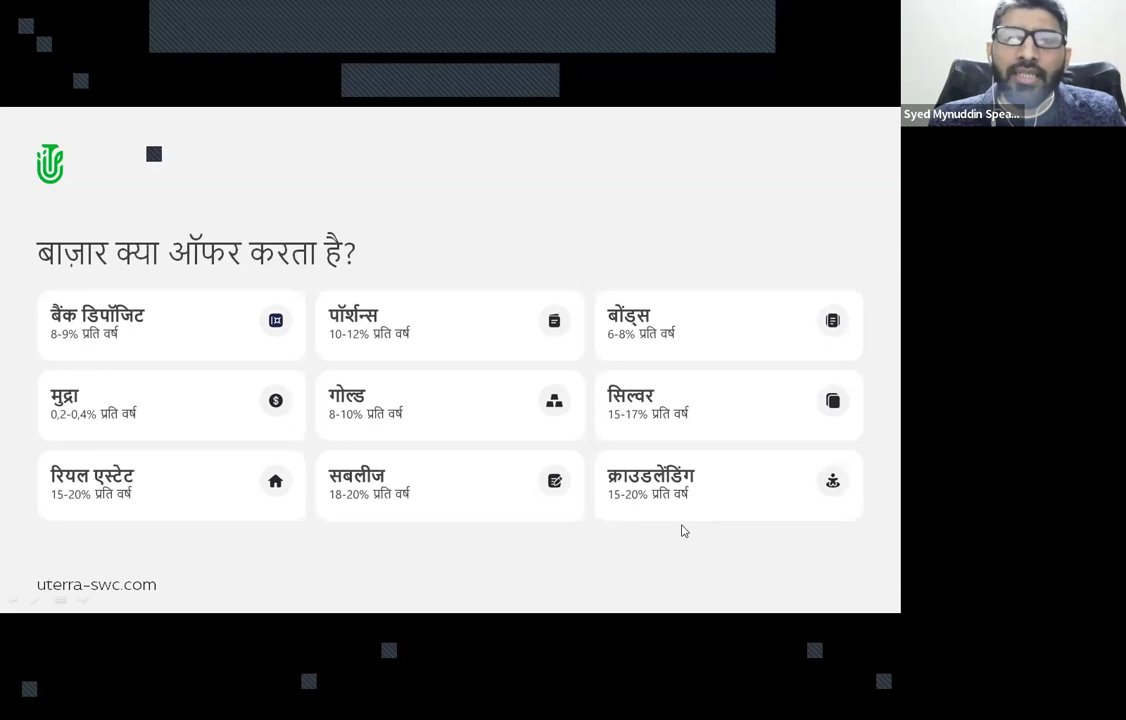 Syed Mynuddin Spea...
बाज़ार क्या ऑफर करता है?
बैंक डिपॉजिट
8-9% प्रति वर्ष
पॉर्शन्स
10-12% प्रति वर्ष
बोंड्स
6-8% प्रति वर्ष
मुद्रा
0,2-0,4% प्रति वर्ष
गोल्ड
8-10% प्रति वर्ष
सिल्वर
15-17% प्रति वर्ष
रियल एस्टेट
15-20% प्रति वर्ष
सबलीज
18-20% प्रति वर्ष
क्राउडलेंडिंग
15-20% प्रति वर्ष
uterra-swc.com